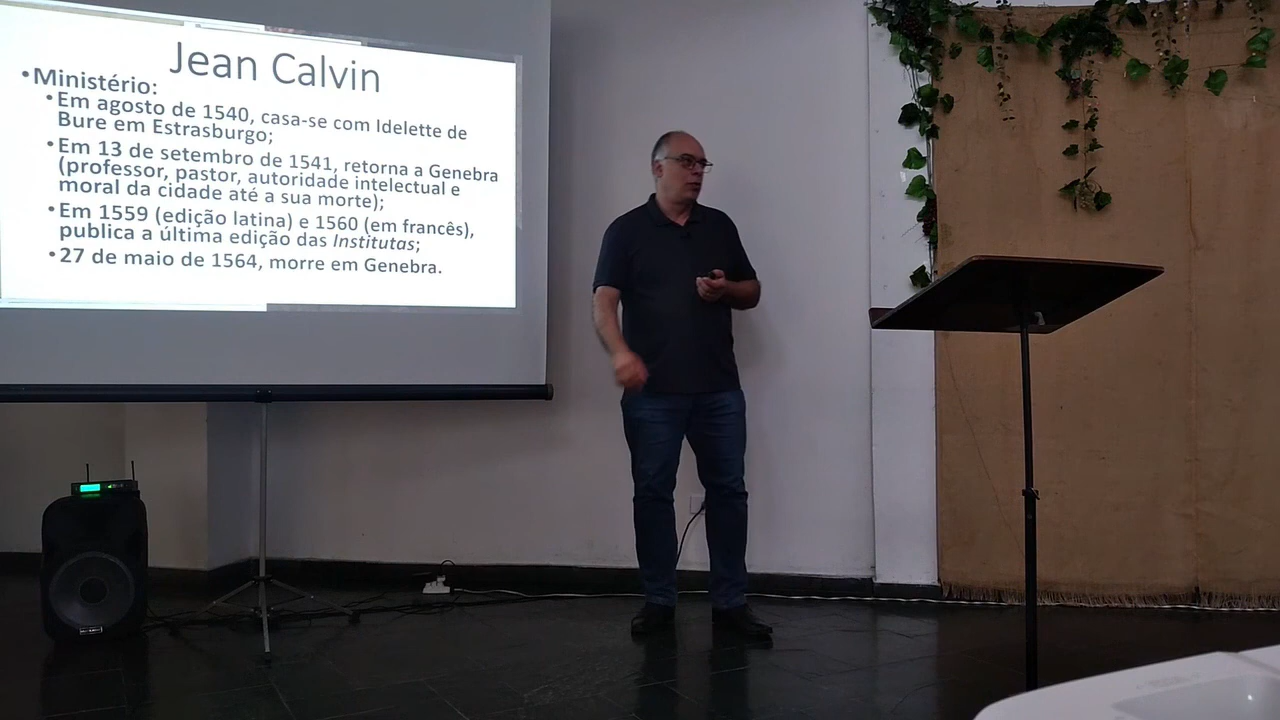 Jean Calvin
•Ministério:
•Em agosto de 1540, casa-se com Idelette de
Bure em Estrasburgo;
•Em 13 de setembro de 1541, retorna a Genebra
(professor, pastor, autoridade intelectual e
moral da cidade até a sua morte);
•Em 1559 (edição latina) e 1560 (em francês),
publica a última edição das Institutas;
•27 de maio de 1564, morre em Genebra.